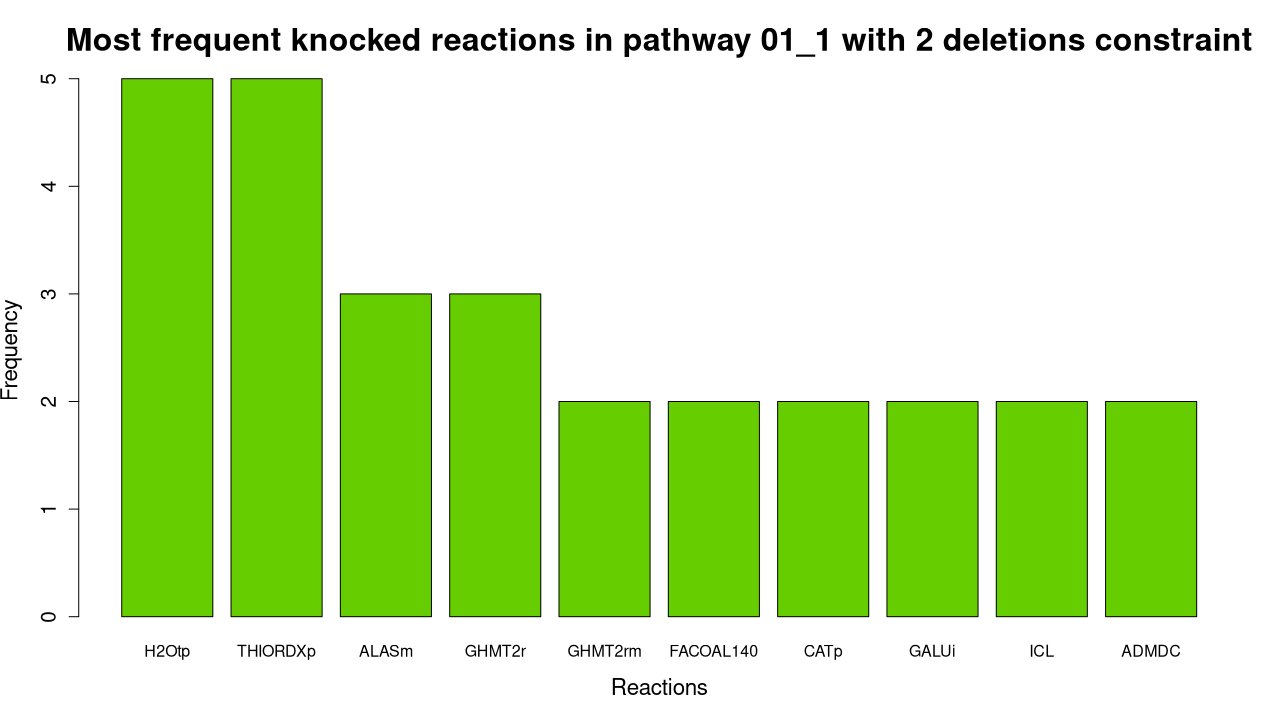 Most frequent knocked reactions in pathway 01_1 with 2 deletions constraint
5
4
3
2
1
0
Frequency
H2Otp THIORDXp ALASm GHMT2r GHMT2rm FACOAL140 CATp GALUi ICL ADMDC
Reactions